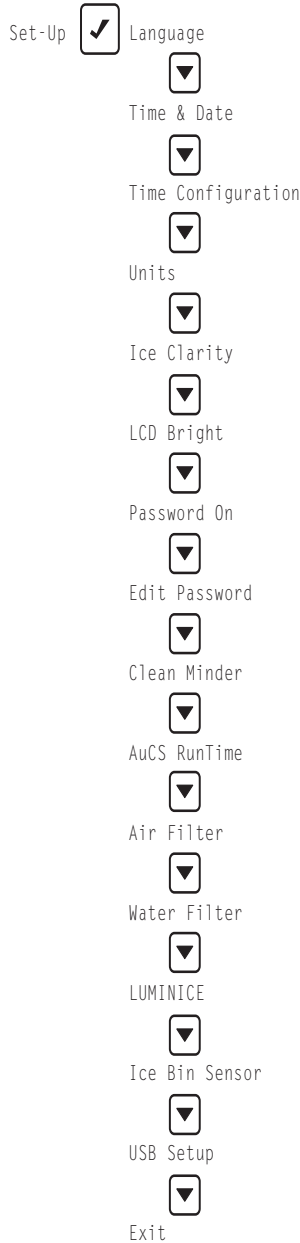 Set-Up ✓ Language
▼
Time & Date
▼
Time Configuration
▼
Units
▼
Ice Clarity
▼
LCD Bright
▼
Password On
▼
Edit Password
▼
Clean Minder
▼
AuCS RunTime
▼
Air Filter
▼
Water Filter
▼
LUMINICE
▼
Ice Bin Sensor
▼
USB Setup
▼
Exit